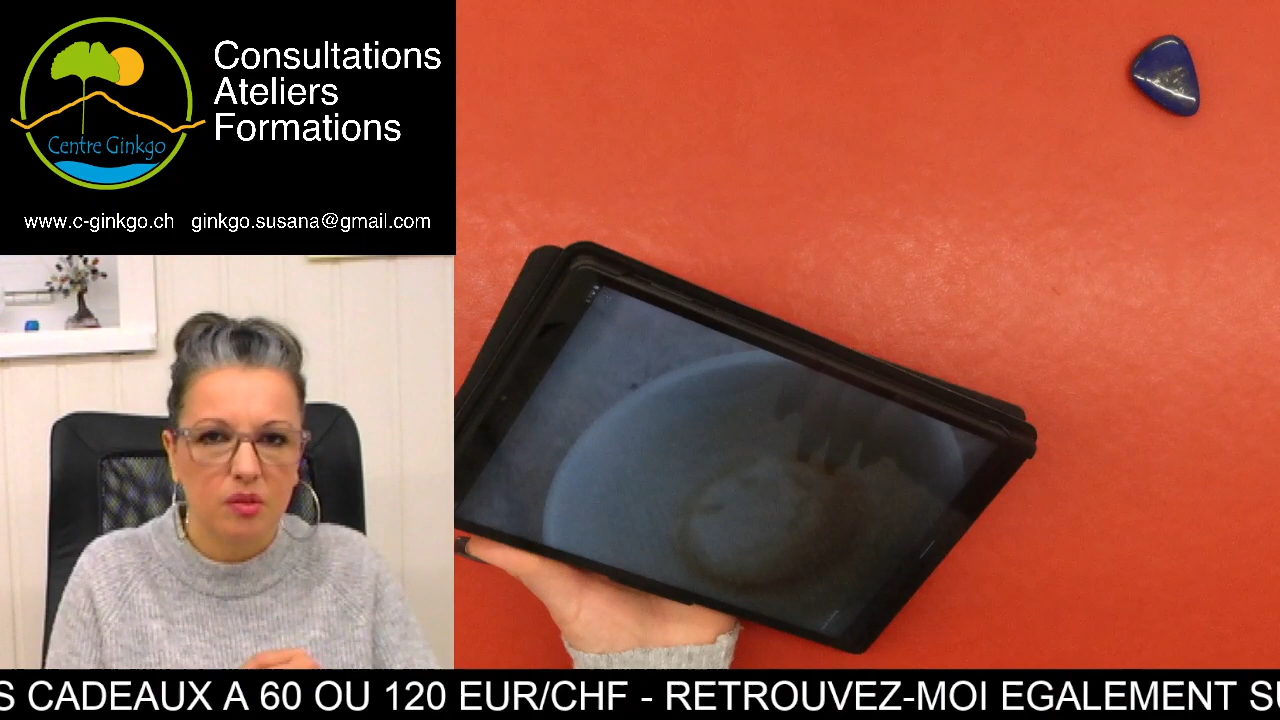 Consultations
Ateliers
Formations
Centre Ginkgo
www.c-ginkgo.ch ginkgo.susana@gmail.com
CADEAUX A 60 OU 120 EUR/CHF - RETROUVEZ-MOI EGALEMENT